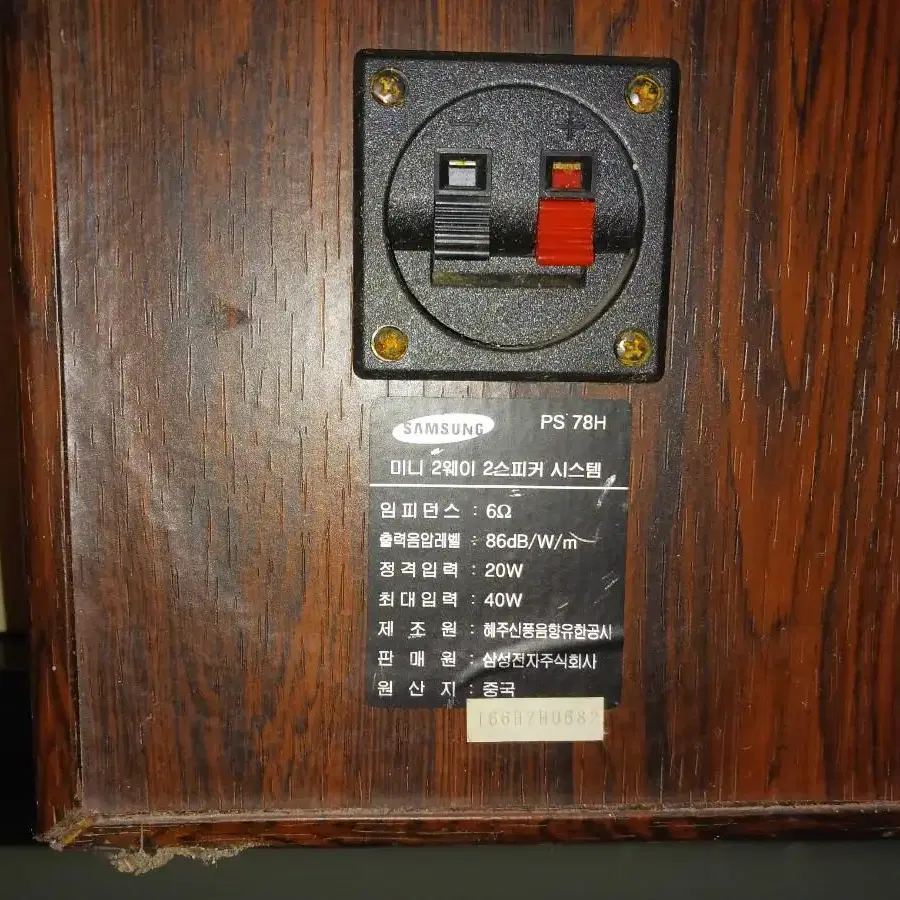 − +
SAMSUNG PS 78H
미니 2웨이 2스피커 시스템
임피던스 : 6Ω
출력음압레벨 : 86dB/W/m
정격입력 : 20W
최대입력 : 40W
제 조 원 : 혜주신풍음향유한공사
판 매 원 : 삼성전자주식회사
원 산 지 : 중국